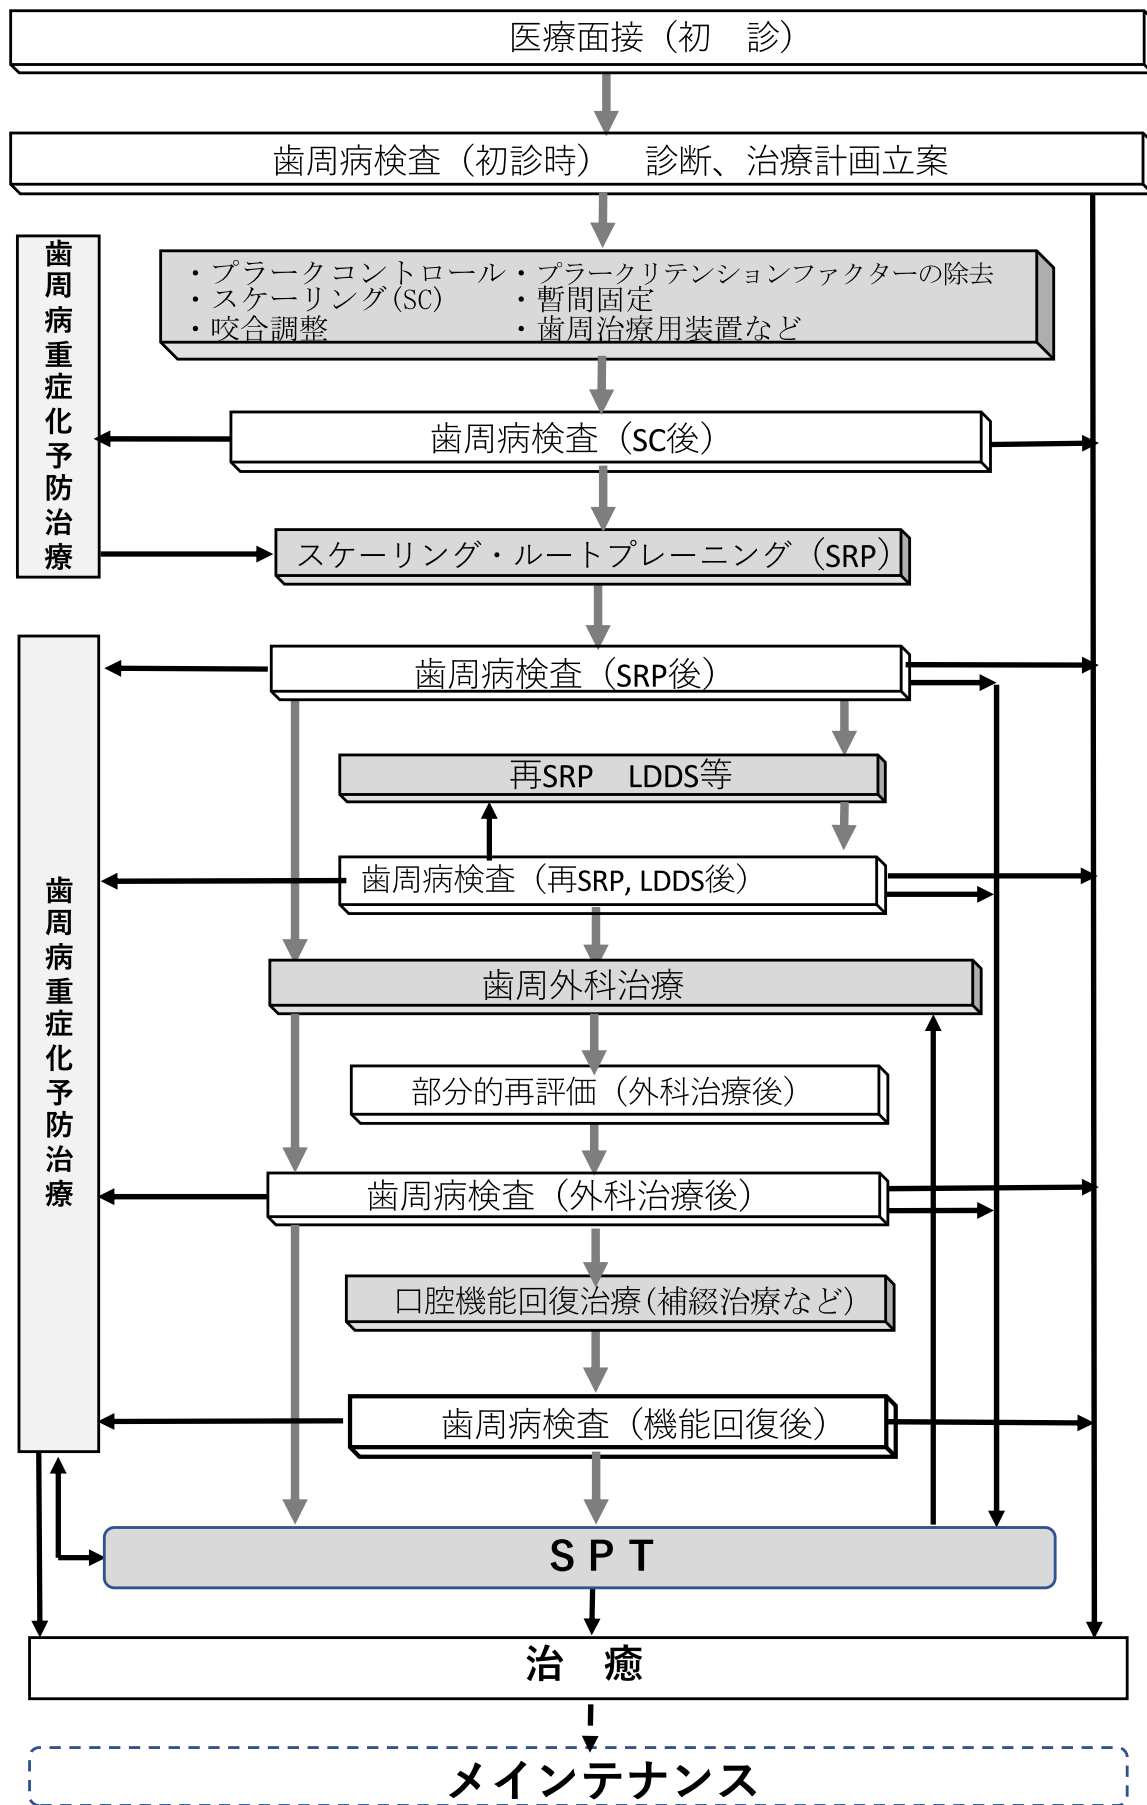 医療面接（初　診）
歯周病検査（初診時）　診断、治療計画立案
歯周病重症化予防治療
・プラークコントロール・プラークリテンションファクターの除去
・スケーリング(SC)　・暫間固定
・咬合調整　・歯周治療用装置など
歯周病検査（SC後）
スケーリング・ルートプレーニング（SRP）
歯周病検査（SRP後）
再SRP　LDDS等
歯周病検査（再SRP, LDDS後）
歯周病重症化予防治療
歯周外科治療
部分的再評価（外科治療後）
歯周病検査（外科治療後）
口腔機能回復治療(補綴治療など)
歯周病検査（機能回復後）
ＳＰＴ
治　癒
メインテナンス